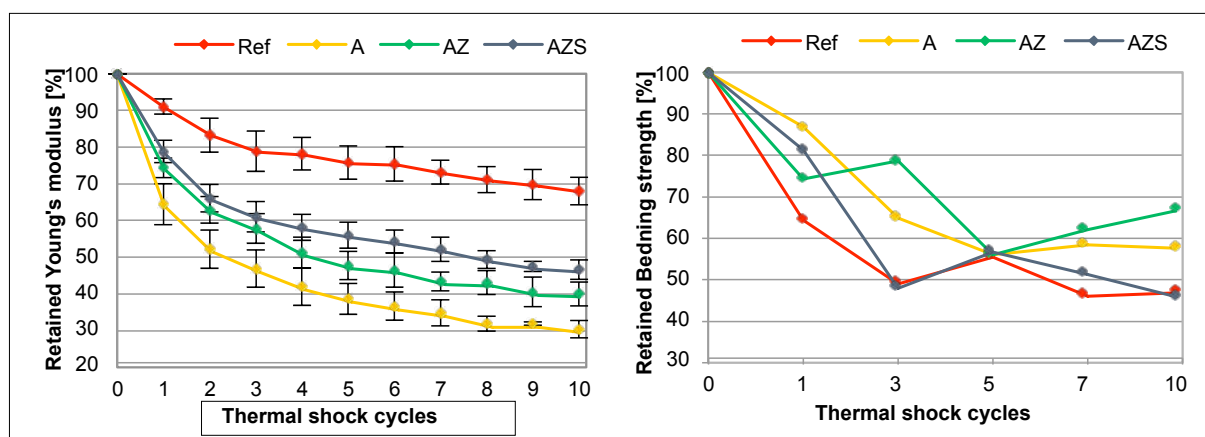 Ref A AZ AZS
Retained Young's modulus [%]
100
90
80
70
60
50
40
30
20
0 1 2 3 4 5 6 7 8 9 10
Thermal shock cycles
Ref A AZ AZS
Retained Bedning strength [%]
100
90
80
70
60
50
40
30
0 1 3 5 7 10
Thermal shock cycles